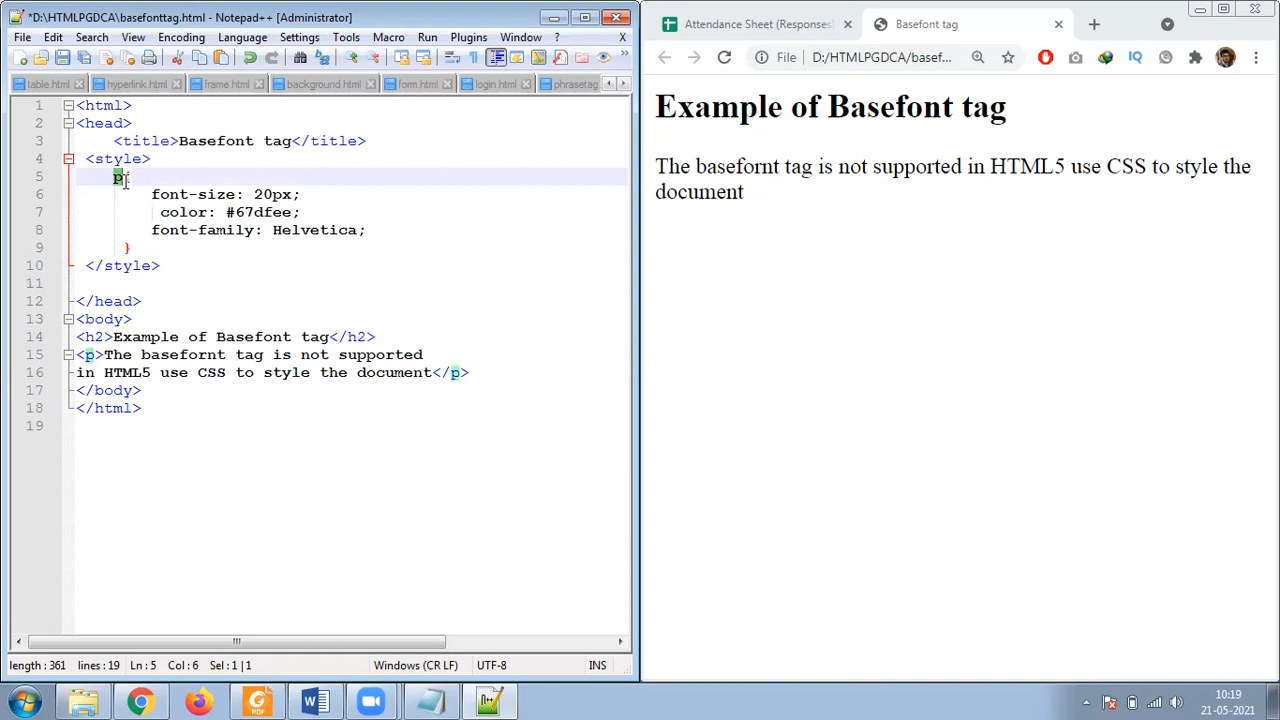 *D:\HTMLPGDCA\basefonttag.html - Notepad++ [Administrator]
File Edit Search View Encoding Language Settings Tools Macro Run Plugins Window ? X
table.html hyperlink.html frame.html background.html form.html login.html phrasetag
1 <html>
2 <head>
3 <title>Basefont tag</title>
4 <style>
5 p{
6 font-size: 20px;
7 color: #67dfee;
8 font-family: Helvetica;
9 }
10 </style>
11
12 </head>
13 <body>
14 <h2>Example of Basefont tag</h2>
15 <p>The basefornt tag is not supported
16 in HTML5 use CSS to style the document</p>
17 </body>
18 </html>
19
length : 361 lines : 19 Ln : 5 Col : 6 Sel : 1 | 1 Windows (CR LF) UTF-8 INS
Attendance Sheet (Responses) Basefont tag
File D:/HTMLPGDCA/basef...
Example of Basefont tag
The basefornt tag is not supported in HTML5 use CSS to style the
document
10:19
21-05-2021